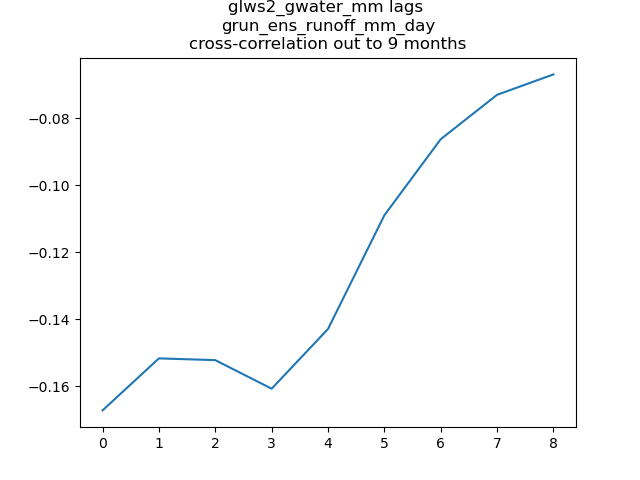 glws2_gwater_mm lags
grun_ens_runoff_mm_day
cross-correlation out to 9 months
−0.08
−0.10
−0.12
−0.14
−0.16
0 1 2 3 4 5 6 7 8